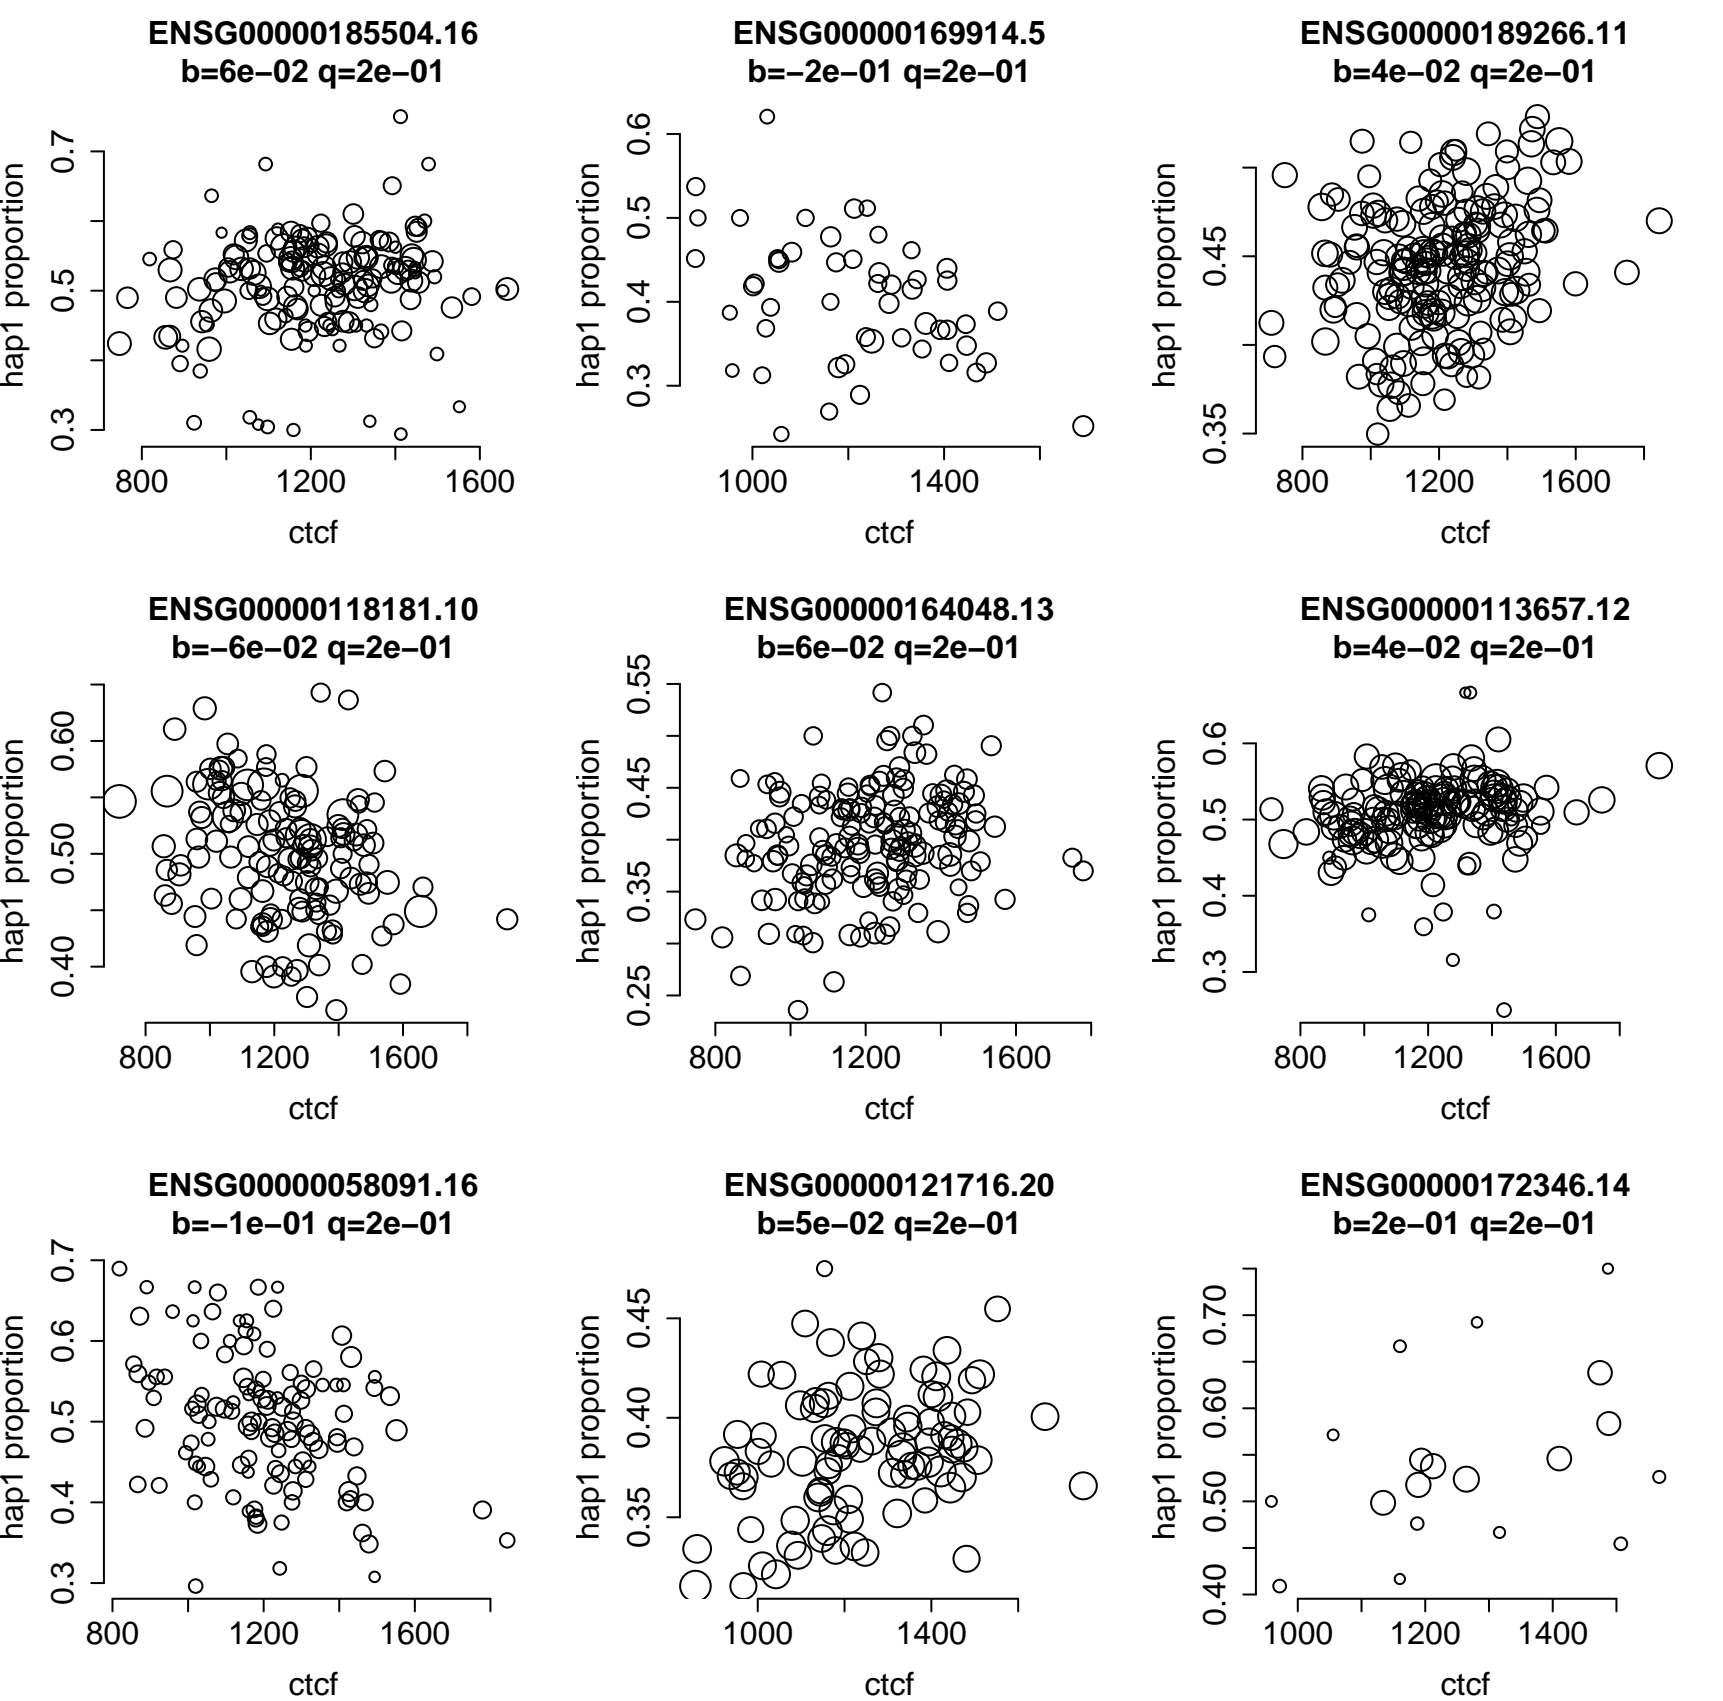 ENSG00000185504.16
b=6e−02 q=2e−01
hap1 proportion
0.7
0.5
0.3
800 1200 1600
ctcf
ENSG00000169914.5
b=−2e−01 q=2e−01
hap1 proportion
0.6
0.5
0.4
0.3
1000 1400
ctcf
ENSG00000189266.11
b=4e−02 q=2e−01
hap1 proportion
0.45
0.35
800 1200 1600
ctcf
ENSG00000118181.10
b=−6e−02 q=2e−01
hap1 proportion
0.60
0.50
0.40
800 1200 1600
ctcf
ENSG00000164048.13
b=6e−02 q=2e−01
hap1 proportion
0.55
0.45
0.35
0.25
800 1200 1600
ctcf
ENSG00000113657.12
b=4e−02 q=2e−01
hap1 proportion
0.6
0.5
0.4
0.3
800 1200 1600
ctcf
ENSG00000058091.16
b=−1e−01 q=2e−01
hap1 proportion
0.7
0.6
0.5
0.4
0.3
800 1200 1600
ctcf
ENSG00000121716.20
b=5e−02 q=2e−01
hap1 proportion
0.45
0.40
0.35
1000 1400
ctcf
ENSG00000172346.14
b=2e−01 q=2e−01
hap1 proportion
0.70
0.60
0.50
0.40
1000 1200 1400
ctcf